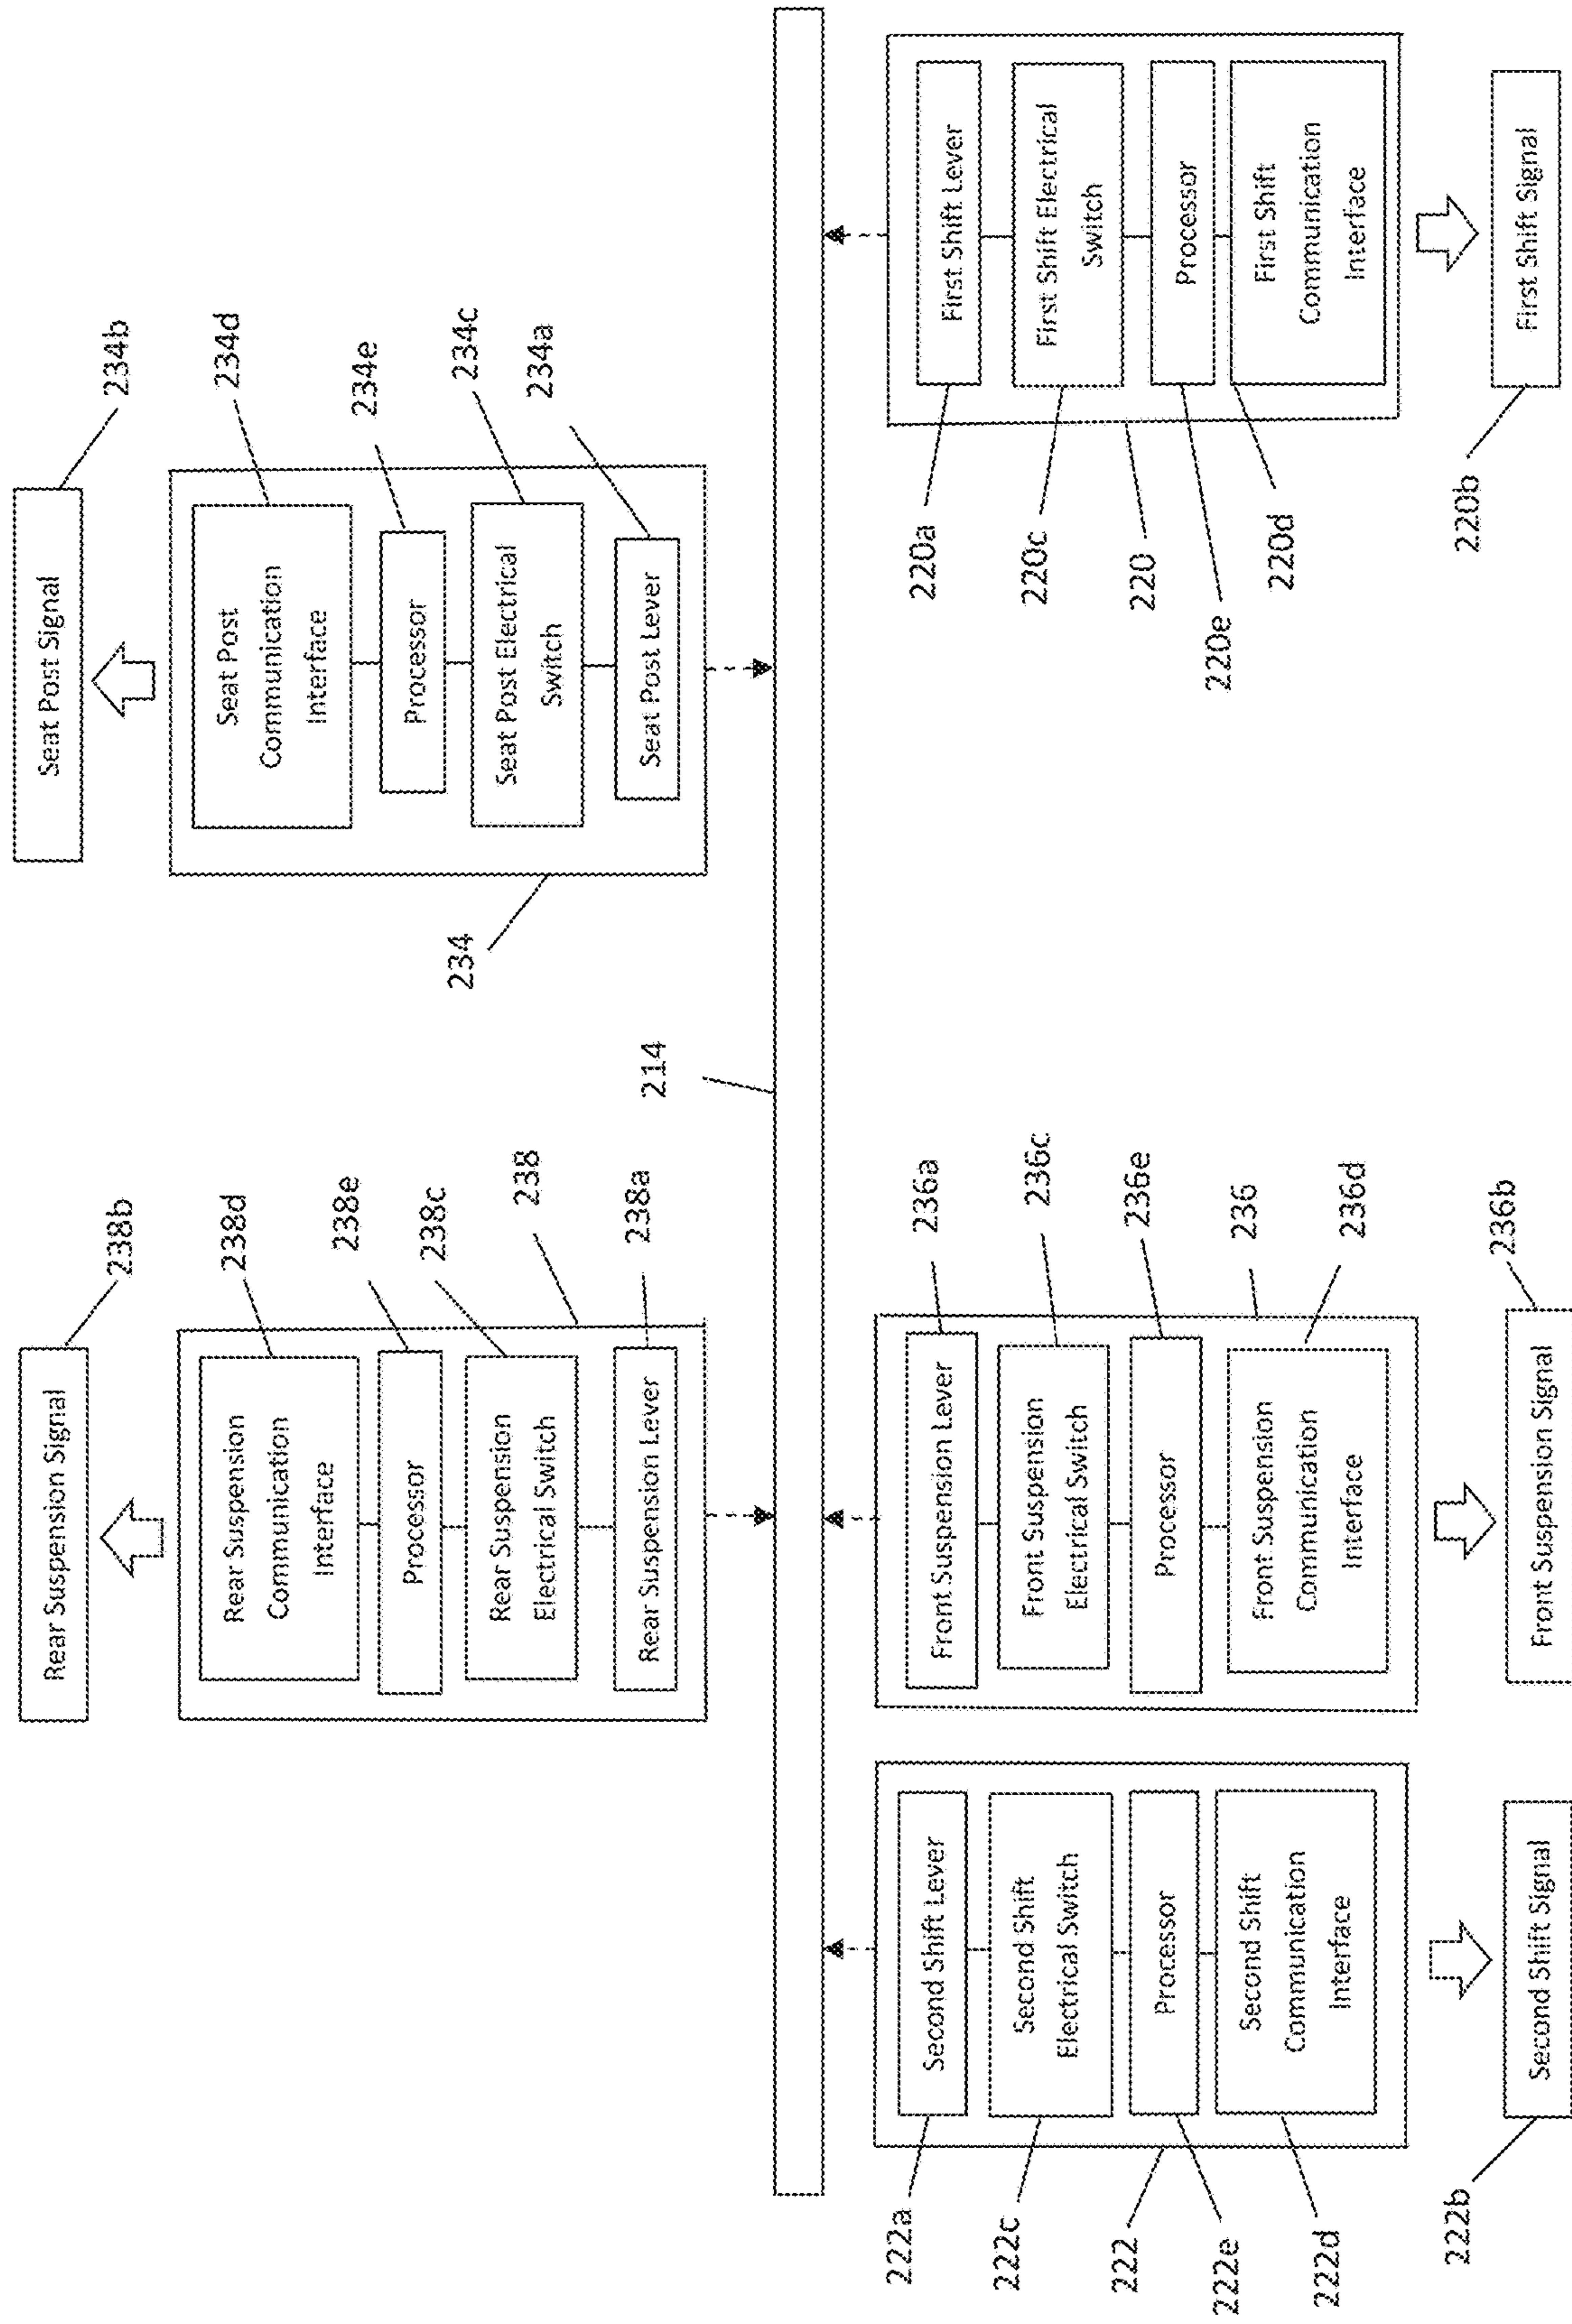 Rear Suspension Signal
238b
Rear Suspension
Communication
Interface
238d
Processor
238e
Rear Suspension
Electrical Switch
238c
238
Rear Suspension Lever
238a
Seat Post Signal
234b
Seat Post
Communication
Interface
234d
Processor
234e
Seat Post Electrical
Switch
234c
Seat Post Lever
234a
234
214
222a
Second Shift Lever
222c
Second Shift
Electrical Switch
222
222e
Processor
222d
Second Shift
Communication
Interface
222b
Second Shift Signal
Front Suspension Lever
236a
Front Suspension
Electrical Switch
236c
Processor
236e
236
Front Suspension
Communication
Interface
236d
Front Suspension Signal
236b
220a
First Shift Lever
220c
First Shift Electrical
Switch
220
220e
Processor
220d
First Shift
Communication
Interface
220b
First Shift Signal